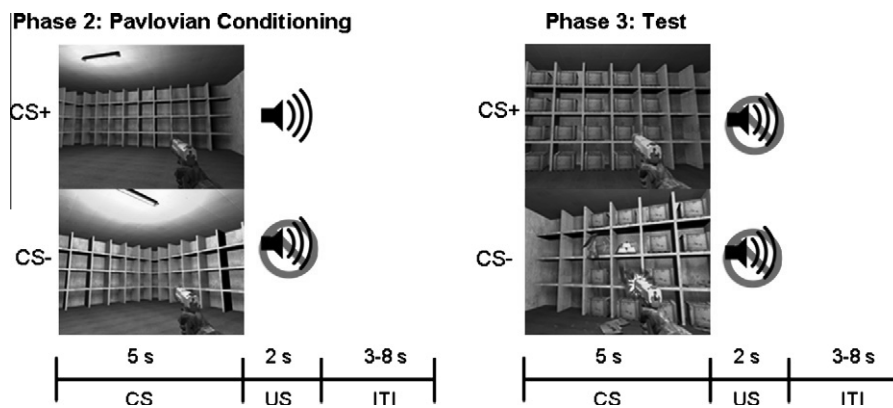 Phase 2: Pavlovian Conditioning
CS+
CS-
5 s 2 s 3-8 s
CS US ITI
Phase 3: Test
CS+
CS-
5 s 2 s 3-8 s
CS US ITI